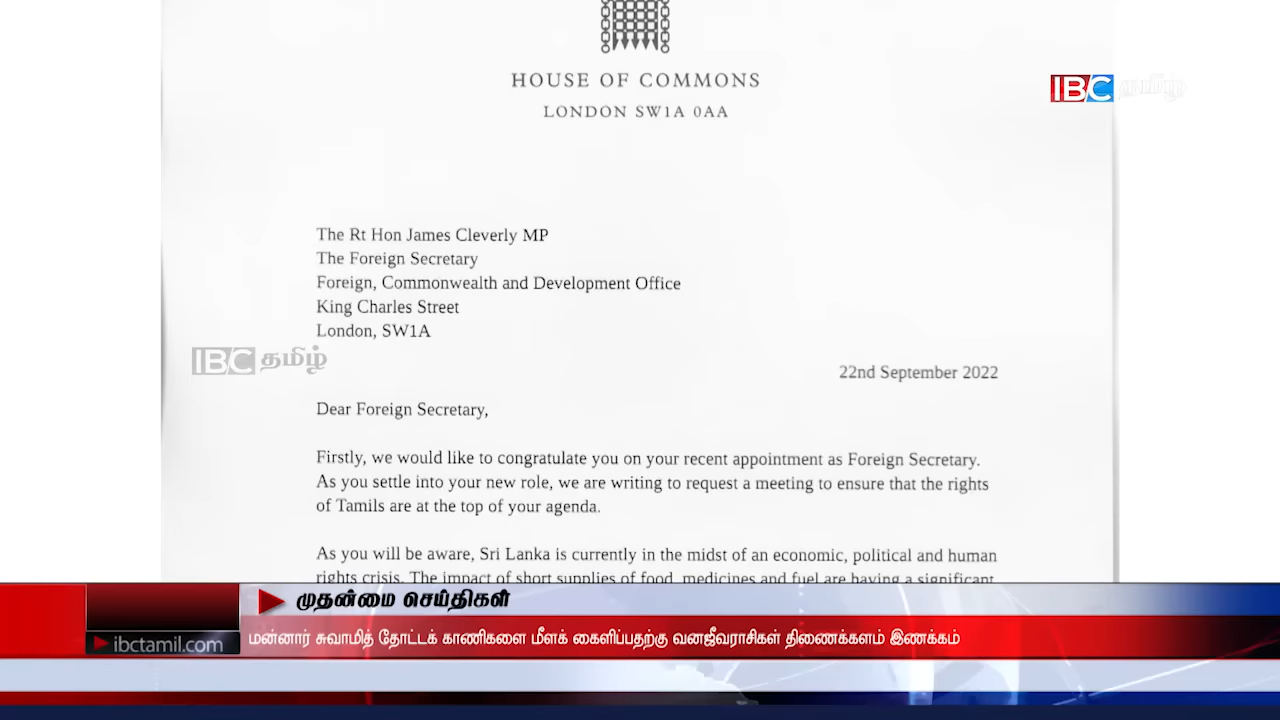 HOUSE OF COMMONS
LONDON SW1A 0AA
IBC தமிழ்
The Rt Hon James Cleverly MP
The Foreign Secretary
Foreign, Commonwealth and Development Office
King Charles Street
London, SW1A
IBC தமிழ்
22nd September 2022
Dear Foreign Secretary,
Firstly, we would like to congratulate you on your recent appointment as Foreign Secretary.
As you settle into your new role, we are writing to request a meeting to ensure that the rights
of Tamils are at the top of your agenda.
As you will be aware, Sri Lanka is currently in the midst of an economic, political and human
rights crisis. The impact of short supplies of food, medicines and fuel are having a significant
முதன்மை செய்திகள்
ibctamil.com
மன்னார் சுவாமித் தோட்டக் காணிகளை மீளக் கைளிப்பதற்கு வனஜீவராசிகள் திணைக்களம் இணக்கம்